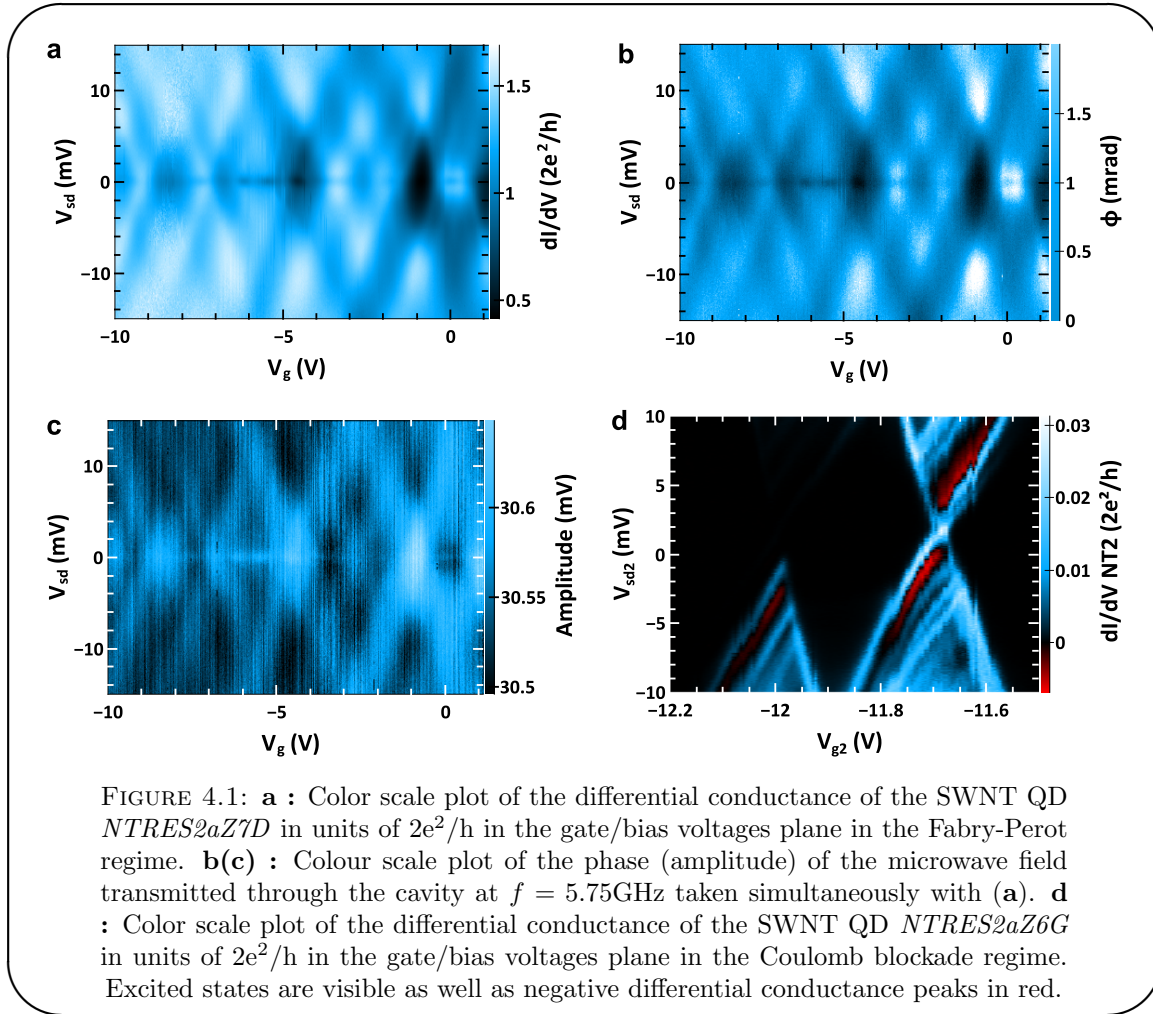 a
b
10
0
−10
−10
−5
0
V_sd (mV)
V_g (V)
1.5
1
0.5
dI/dV (2e²/h)
10
0
−10
−10
−5
0
V_sd (mV)
V_g (V)
1.5
1
0.5
0
ϕ (mrad)
c
d
10
0
−10
−10
−5
0
V_sd (mV)
V_g (V)
30.6
30.55
30.5
Amplitude (mV)
10
5
0
−5
−10
−12.2
−12
−11.8
−11.6
V_sd2 (mV)
V_g2 (V)
0.03
0.02
0.01
0
dI/dV NT2 (2e²/h)
FIGURE 4.1: a : Color scale plot of the differential conductance of the SWNT QD
NTRES2aZ7D in units of 2e²/h in the gate/bias voltages plane in the Fabry-Perot
regime. b(c) : Colour scale plot of the phase (amplitude) of the microwave field
transmitted through the cavity at f = 5.75GHz taken simultaneously with (a). d
: Color scale plot of the differential conductance of the SWNT QD NTRES2aZ6G
in units of 2e²/h in the gate/bias voltages plane in the Coulomb blockade regime.
Excited states are visible as well as negative differential conductance peaks in red.